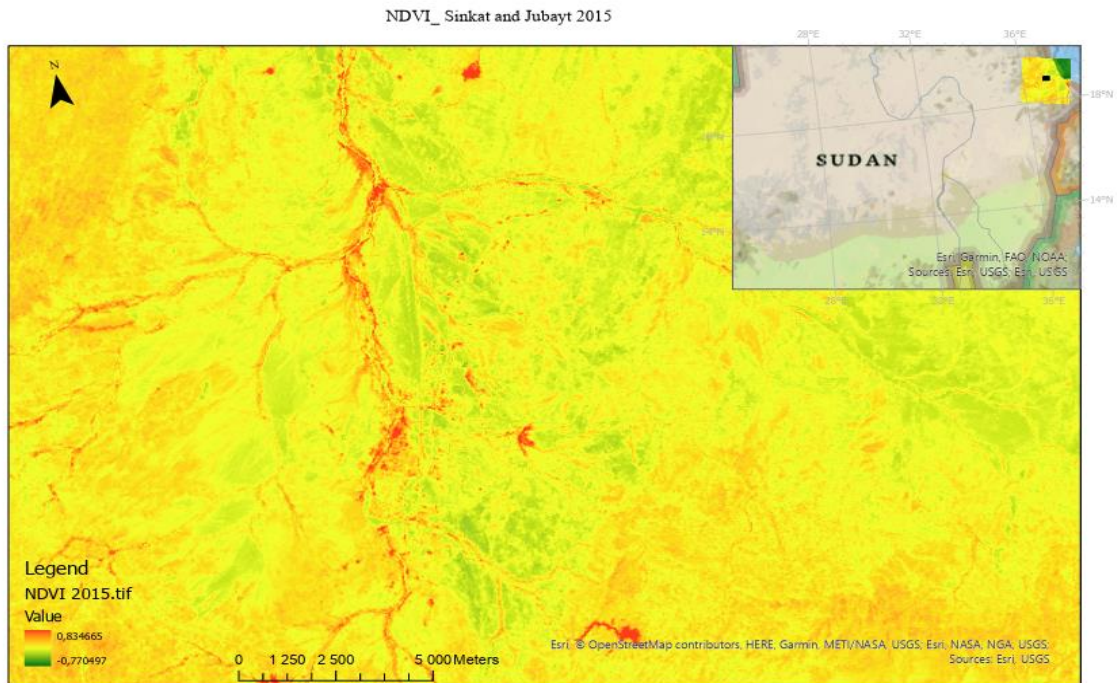 NDVI_ Sinkat and Jubayt 2015
N
28°E 32°E 36°E
18°N
SUDAN
14°N
Esri, Garmin, FAO, NOAA,
Sources: Esri, USGS, Esri, USGS
28°E 36°E
Legend
NDVI 2015.tif
Value
0,834665
-0,770497
0 1 250 2 500 5 000 Meters
Esri, © OpenStreetMap contributors, HERE, Garmin, METI/NASA, USGS, Esri, NASA, NGA, USGS,
Sources: Esri, USGS